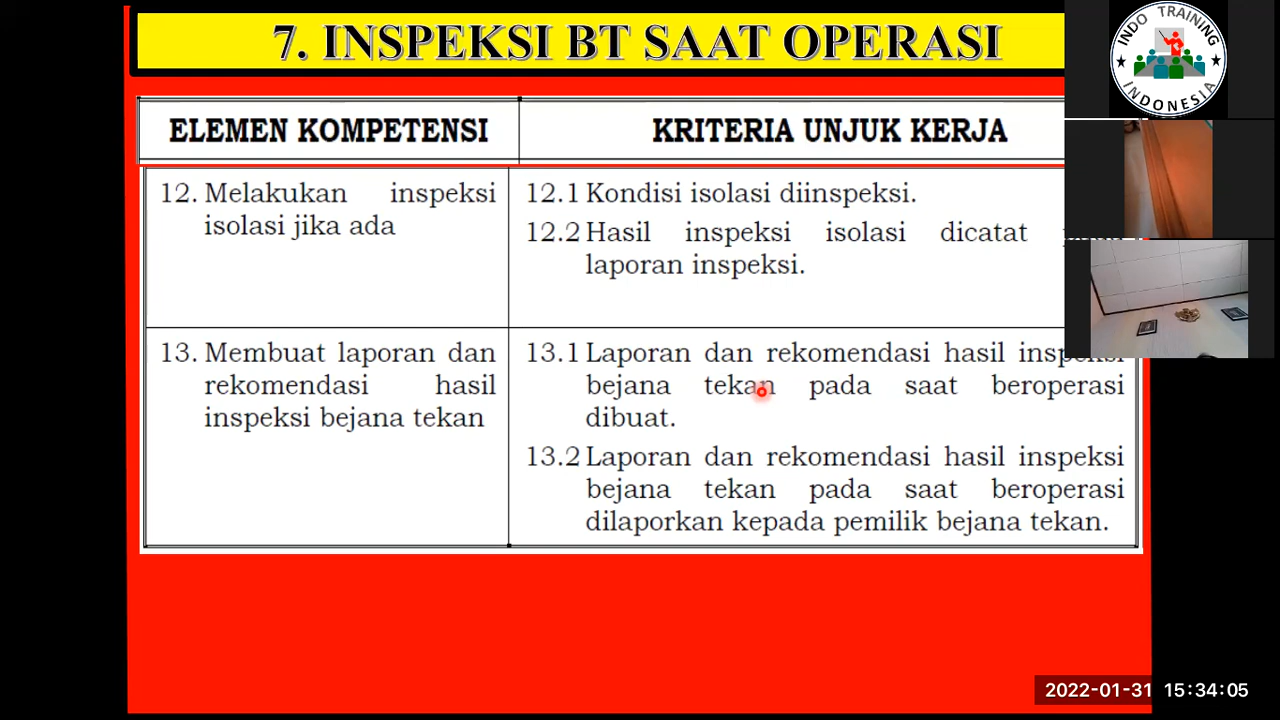 7. INSPEKSI BT SAAT OPERASI
INDO TRAINING
INDONESIA
ELEMEN KOMPETENSI
KRITERIA UNJUK KERJA
12. Melakukan inspeksi
isolasi jika ada
12.1 Kondisi isolasi diinspeksi.
12.2 Hasil inspeksi isolasi dicatat
laporan inspeksi.
13. Membuat laporan dan
rekomendasi hasil
inspeksi bejana tekan
13.1 Laporan dan rekomendasi hasil inspeksi
bejana tekan pada saat beroperasi
dibuat.
13.2 Laporan dan rekomendasi hasil inspeksi
bejana tekan pada saat beroperasi
dilaporkan kepada pemilik bejana tekan.
2022-01-31 15:34:05